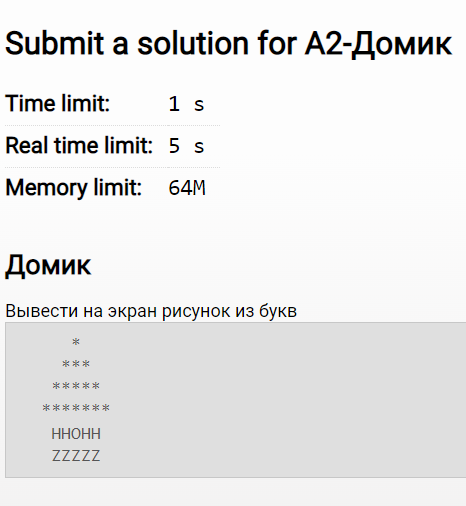 Submit a solution for A2-Домик
Time limit: 1 s
Real time limit: 5 s
Memory limit: 64M
Домик
Вывести на экран рисунок из букв
   *
  ***
 *****
*******
 HHOHH
 ZZZZZ